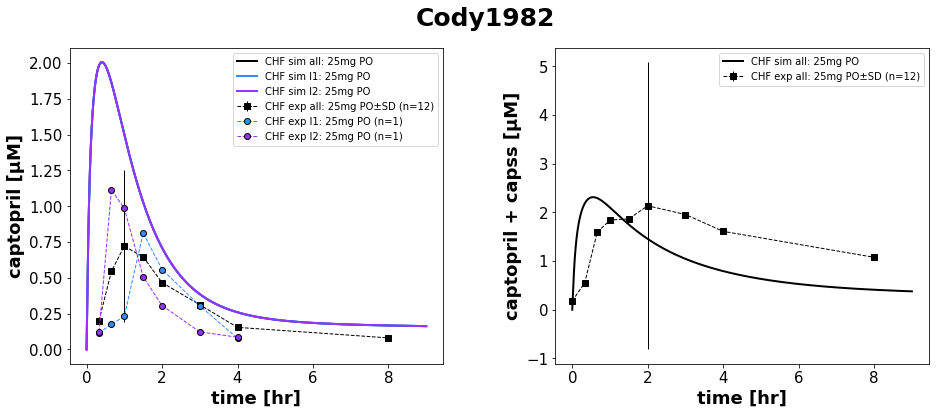 Cody1982
captopril [µM]
2.00
1.75
1.50
1.25
1.00
0.75
0.50
0.25
0.00
CHF sim all: 25mg PO
CHF sim I1: 25mg PO
CHF sim I2: 25mg PO
CHF exp all: 25mg PO±SD (n=12)
CHF exp I1: 25mg PO (n=1)
CHF exp I2: 25mg PO (n=1)
0 2 4 6 8
time [hr]
captopril + capss [µM]
5
4
3
2
1
0
−1
CHF sim all: 25mg PO
CHF exp all: 25mg PO±SD (n=12)
0 2 4 6 8
time [hr]